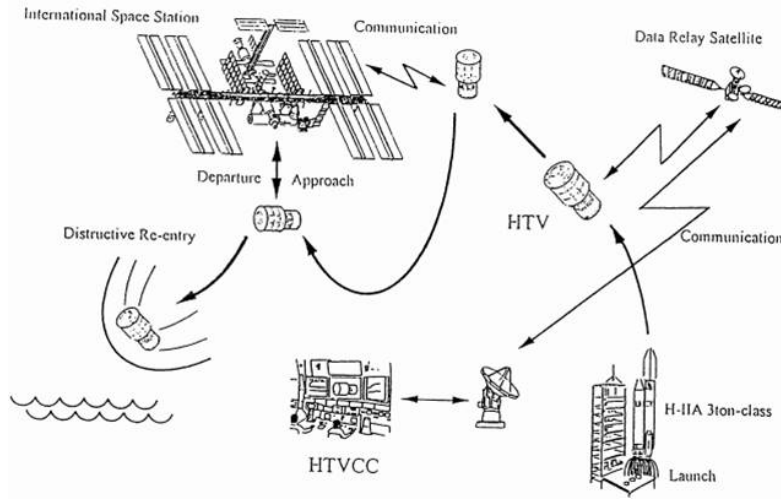 International Space Station
Communication
Data Relay Satellite
Departure
Approach
HTV
Distructive Re-entry
Communication
H-IIA 3ton-class
HTVCC
Launch